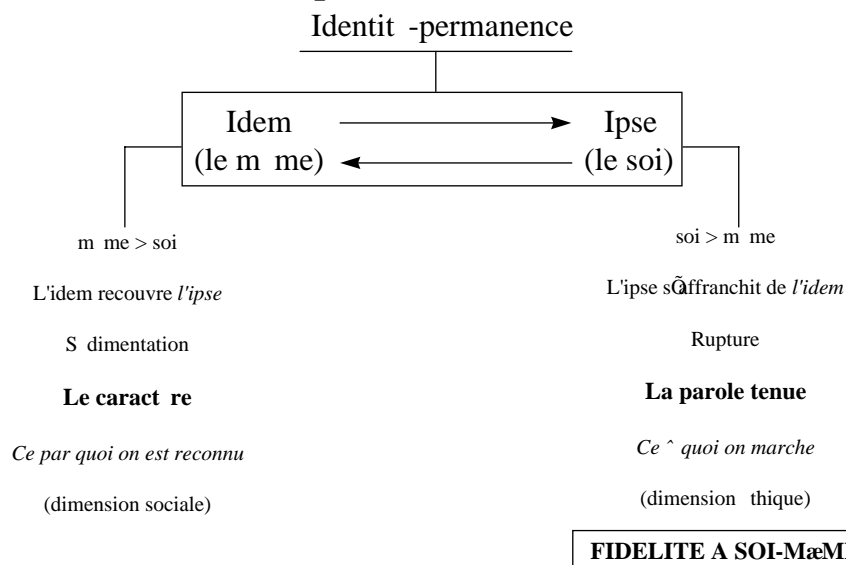 Identit -permanence
Idem
(le m me)
Ipse
(le soi)
m me > soi
L'idem recouvre l'ipse
S dimentation
Le caract re
Ce par quoi on est reconnu
(dimension sociale)
soi > m me
L'ipse sÕaffranchit de l'idem
Rupture
La parole tenue
Ce ˆ quoi on marche
(dimension thique)
FIDELITE A SOI-MæM